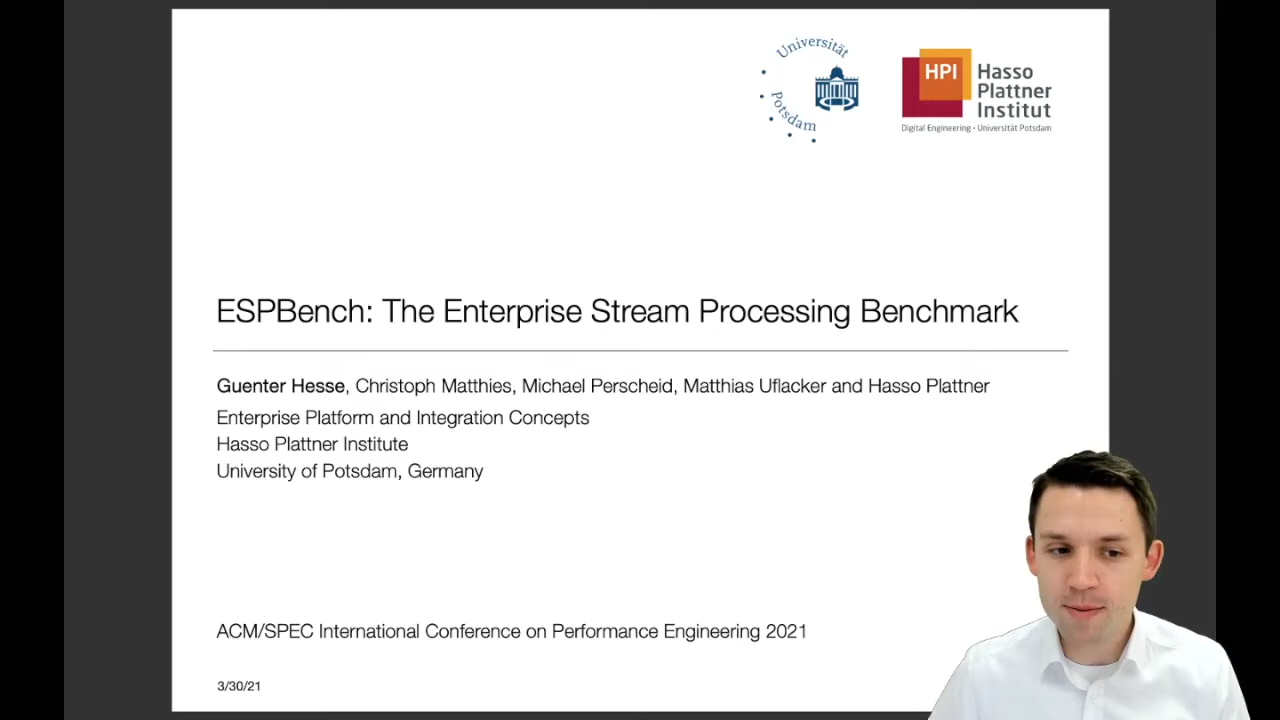 Universität
Potsdam
HPI
Hasso
Plattner
Institut
Digital Engineering • Universität Potsdam
ESPBench: The Enterprise Stream Processing Benchmark
Guenter Hesse, Christoph Matthies, Michael Perscheid, Matthias Uflacker and Hasso Plattner
Enterprise Platform and Integration Concepts
Hasso Plattner Institute
University of Potsdam, Germany
ACM/SPEC International Conference on Performance Engineering 2021
3/30/21